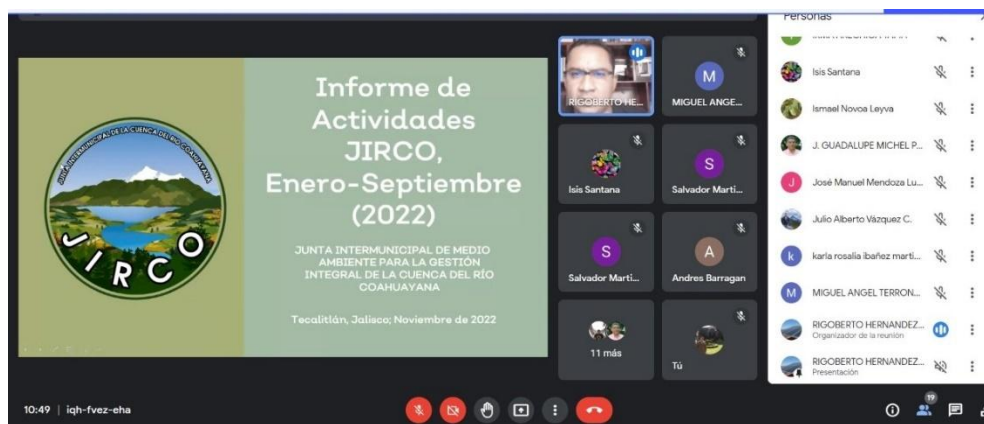 Informe de
Actividades
JIRCO,
Enero-Septiembre
(2022)
JUNTA INTERMUNICIPAL DE MEDIO
AMBIENTE PARA LA GESTIÓN
INTEGRAL DE LA CUENCA DEL RÍO
COAHUAYANA
Tecalitlán, Jalisco; Noviembre de 2022
JUNTA INTERMUNICIPAL DE LA CUENCA DEL RÍO COAHUAYANA
JIRCO
RIGOBERTO HE...
M
MIGUEL ANGE...
Isis Santana
S
Salvador Marti...
S
Salvador Marti...
A
Andres Barragan
11 más
Tú
Personas
Isis Santana
Ismael Novoa Leyva
J. GUADALUPE MICHEL P...
J
José Manuel Mendoza Lu...
Julio Alberto Vázquez C.
k
karla rosalía ibañez marti...
M
MIGUEL ANGEL TERRON...
RIGOBERTO HERNANDEZ...
Organizador de la reunión
RIGOBERTO HERNANDEZ...
Presentación
10:49 | iqh-fvez-eha
19